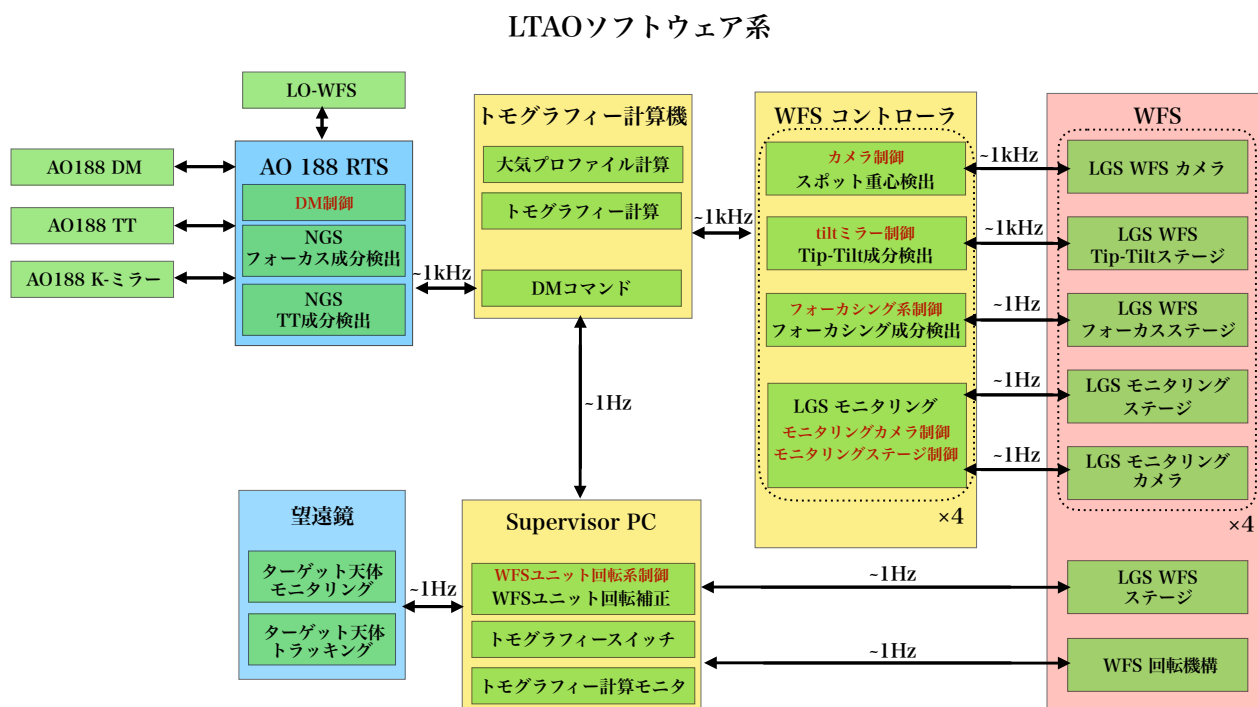 LTAOソフトウェア系
LO-WFS
AO188 DM
AO188 TT
AO188 K-ミラー
AO 188 RTS
DM制御
NGS
フォーカス成分検出
NGS
TT成分検出
~1kHz
トモグラフィー計算機
大気プロファイル計算
トモグラフィー計算
DMコマンド
~1kHz
WFS コントローラ
カメラ制御
スポット重心検出
tiltミラー制御
Tip-Tilt成分検出
フォーカシング系制御
フォーカシング成分検出
LGS モニタリング
モニタリングカメラ制御
モニタリングステージ制御
×4
~1kHz
~1kHz
~1Hz
~1Hz
~1Hz
WFS
LGS WFS カメラ
LGS WFS
Tip-Tiltステージ
LGS WFS
フォーカスステージ
LGS モニタリング
ステージ
LGS モニタリング
カメラ
×4
~1Hz
望遠鏡
ターゲット天体
モニタリング
ターゲット天体
トラッキング
~1Hz
Supervisor PC
WFSユニット回転系制御
WFSユニット回転補正
トモグラフィースイッチ
トモグラフィー計算モニタ
~1Hz
~1Hz
LGS WFS
ステージ
WFS 回転機構